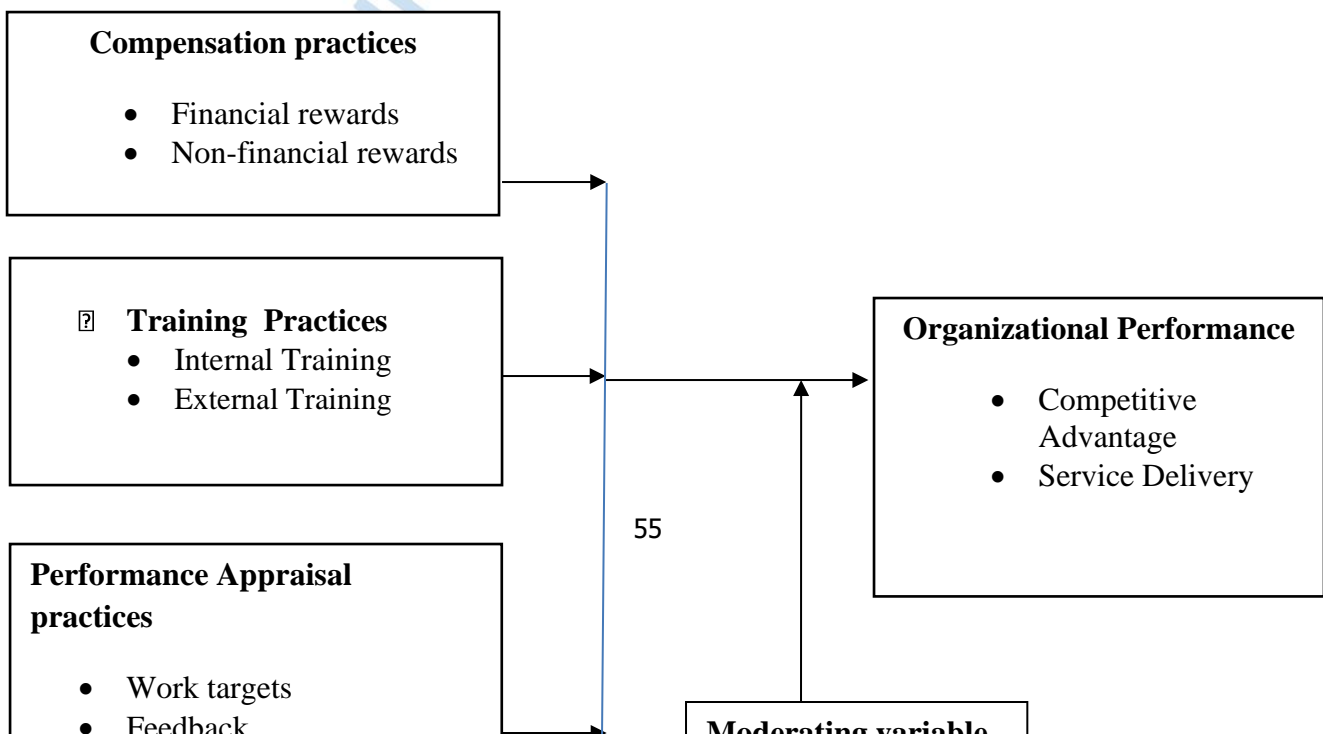 Compensation practices
• Financial rewards
• Non-financial rewards
Training Practices
• Internal Training
• External Training
Organizational Performance
• Competitive
Advantage
• Service Delivery
55
Performance Appraisal
practices
• Work targets
• Feedback
Moderating variable